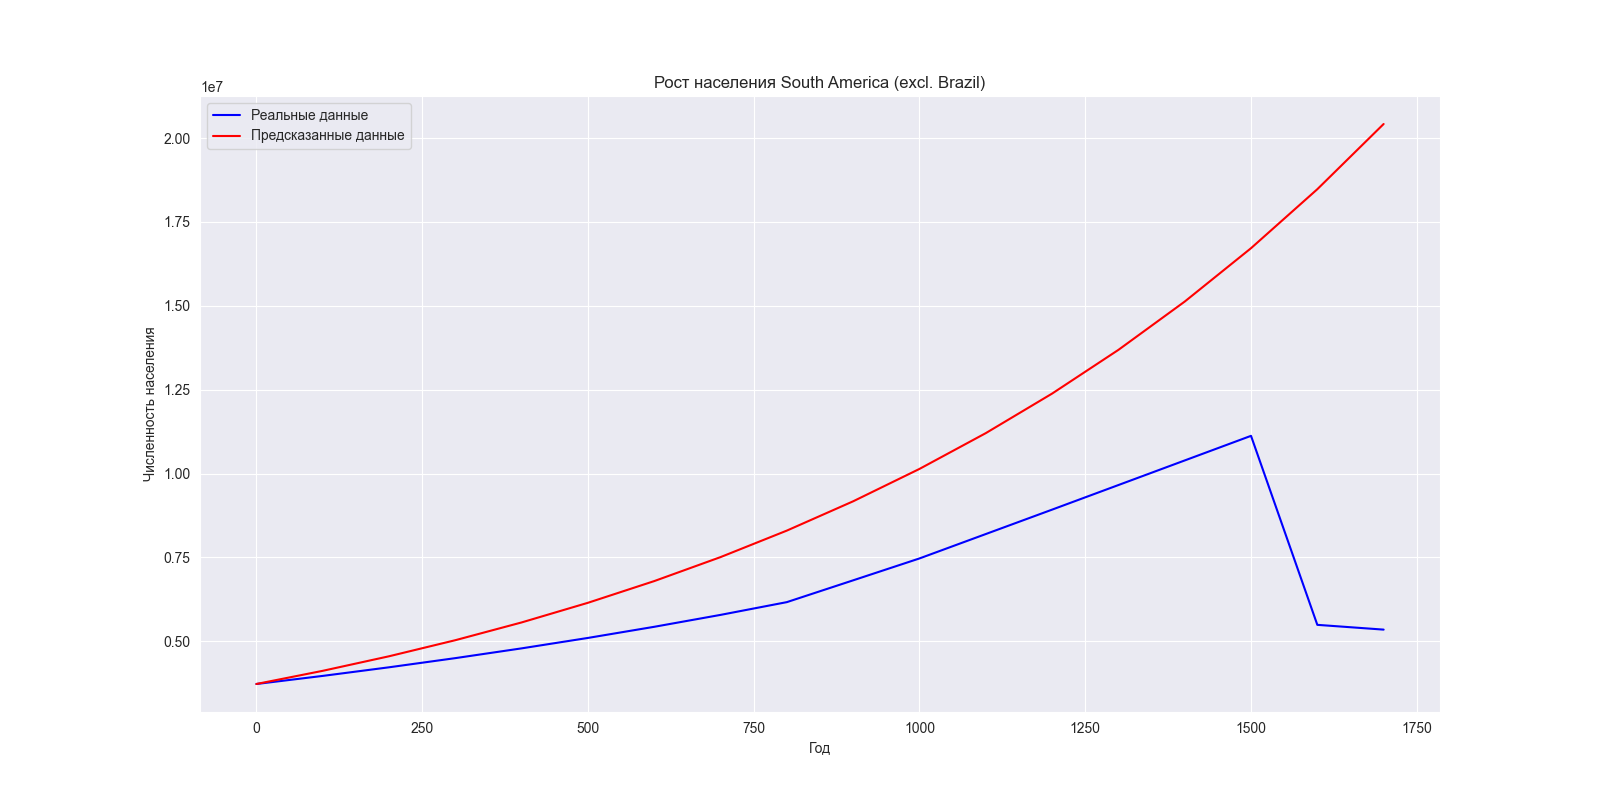 Рост населения South America (excl. Brazil)
1e7
Реальные данные
Предсказанные данные
2.00
1.75
1.50
1.25
1.00
0.75
0.50
Численность населения
0 250 500 750 1000 1250 1500 1750
Год